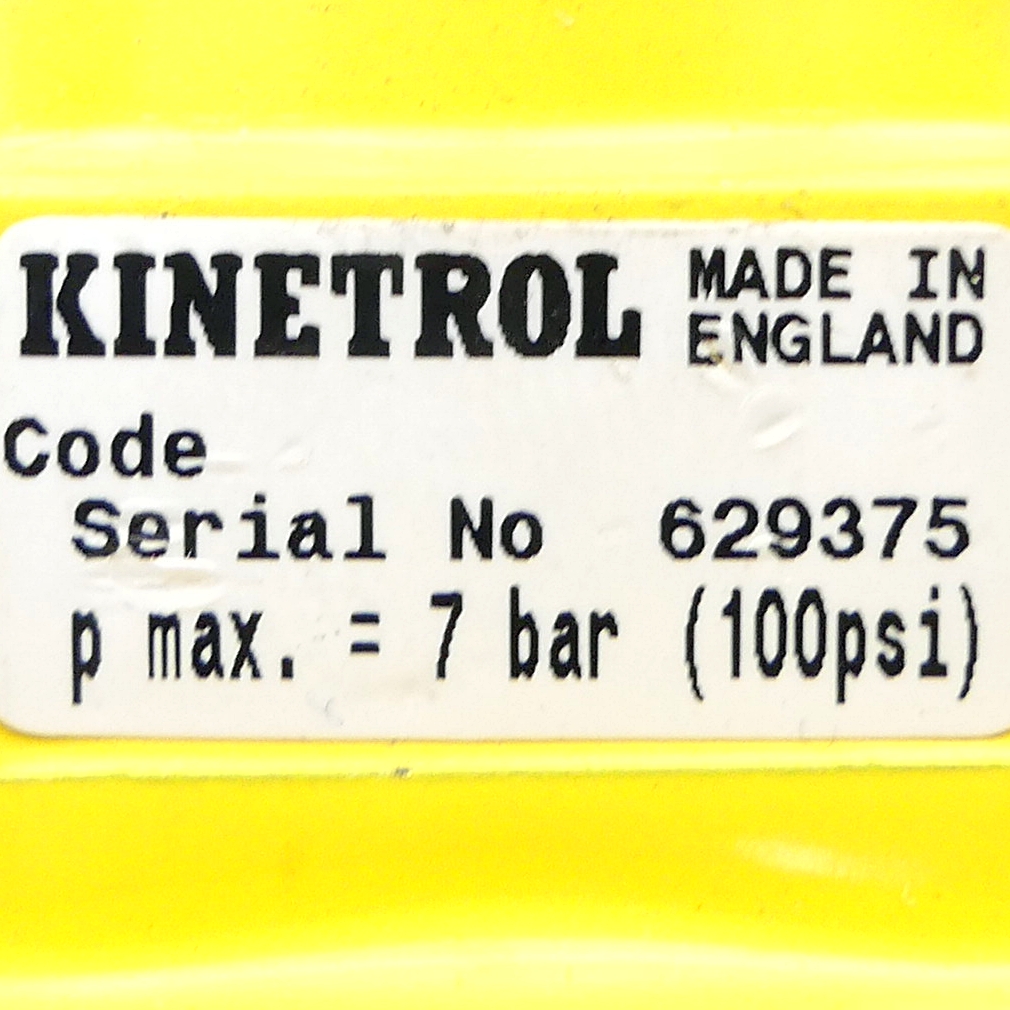 KINETROL MADE IN
ENGLAND
Code
Serial No 629375
p max. = 7 bar (100psi)